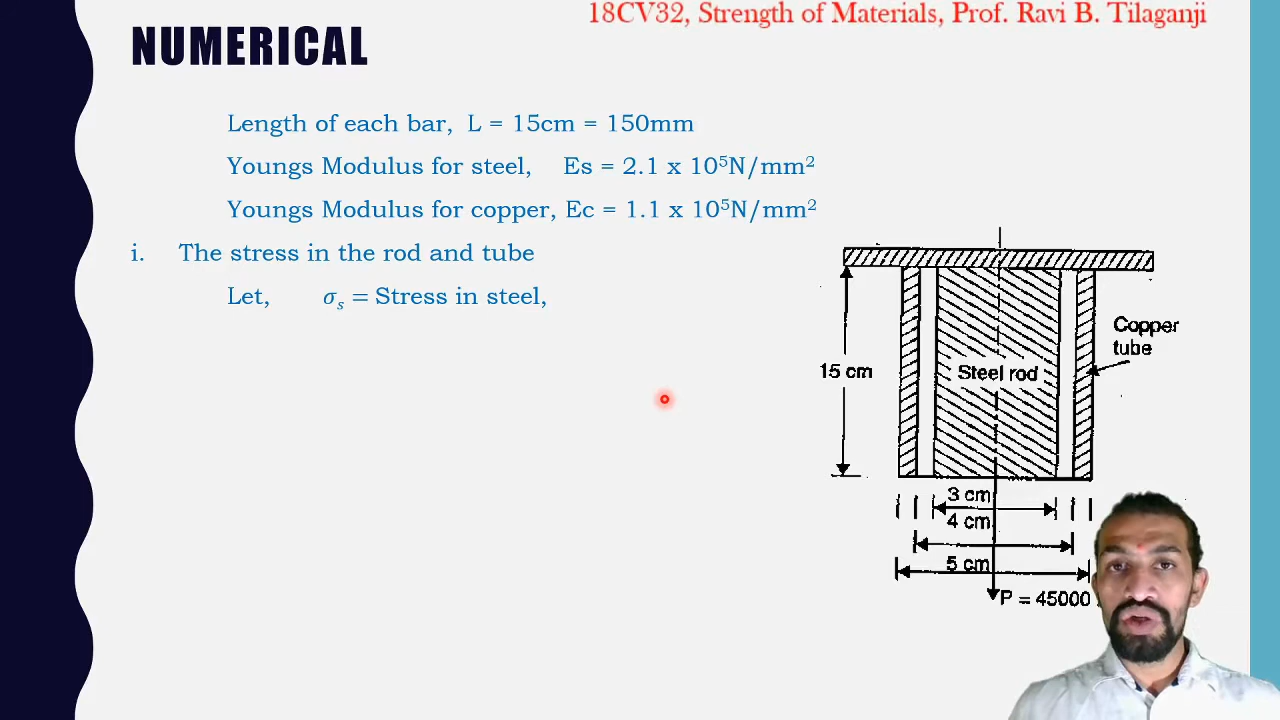 18CV32, Strength of Materials, Prof. Ravi B. Tilaganji
NUMERICAL
Length of each bar, L = 15cm = 150mm
Youngs Modulus for steel, Es = 2.1 x 10⁵N/mm²
Youngs Modulus for copper, Ec = 1.1 x 10⁵N/mm²
i. The stress in the rod and tube
Let, σₛ = Stress in steel,
Copper
tube
15 cm
Steel rod
3 cm
4 cm
5 cm
P = 45000